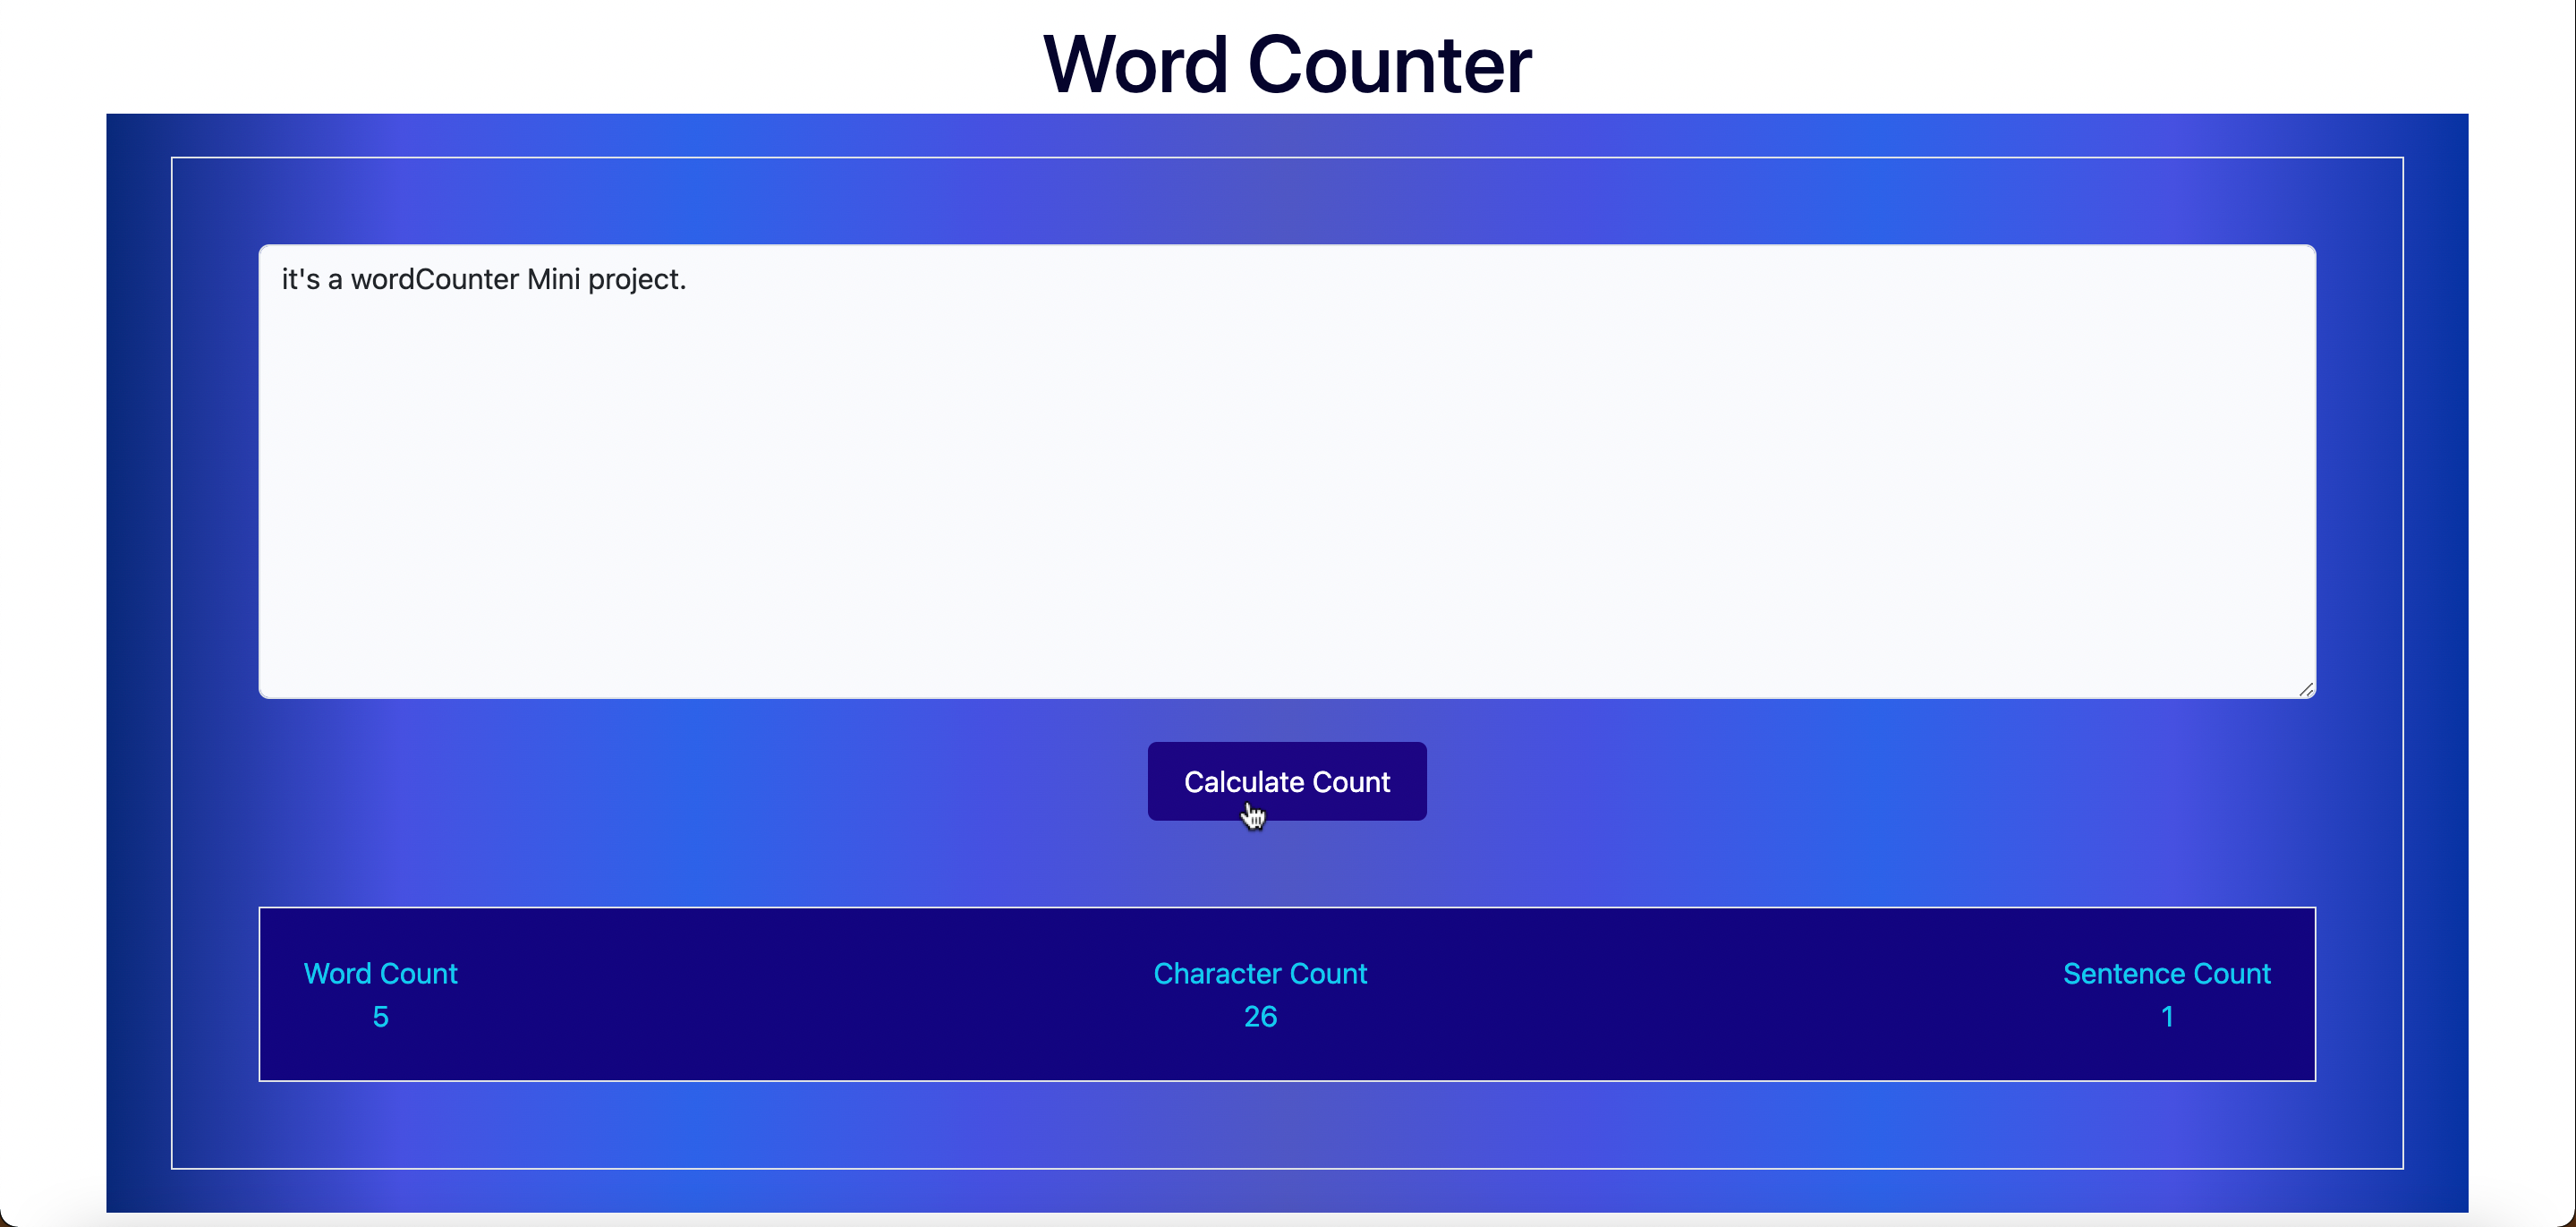 Word Counter
it's a wordCounter Mini project.
Calculate Count
Word Count
5
Character Count
26
Sentence Count
1